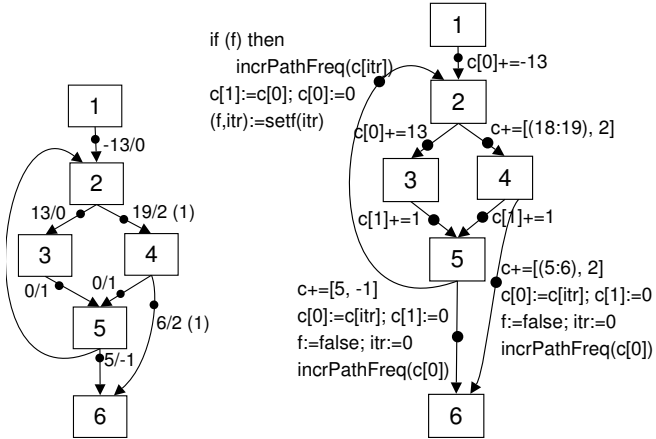 1
-13/0
2
13/0
19/2 (1)
3
4
0/1
0/1
5
6/2 (1)
5/-1
6
if (f) then
incrPathFreq(c[itr])
c[1]:=c[0]; c[0]:=0
(f,itr):=setf(itr)
1
c[0]+=-13
2
c[0]+=13
c+=[(18:19), 2]
3
4
c[1]+=1
c[1]+=1
5
c+=[5, -1]
c[0]:=c[itr]; c[1]:=0
f:=false; itr:=0
incrPathFreq(c[0])
c+=[(5:6), 2]
c[0]:=c[itr]; c[1]:=0
f:=false; itr:=0
incrPathFreq(c[0])
6